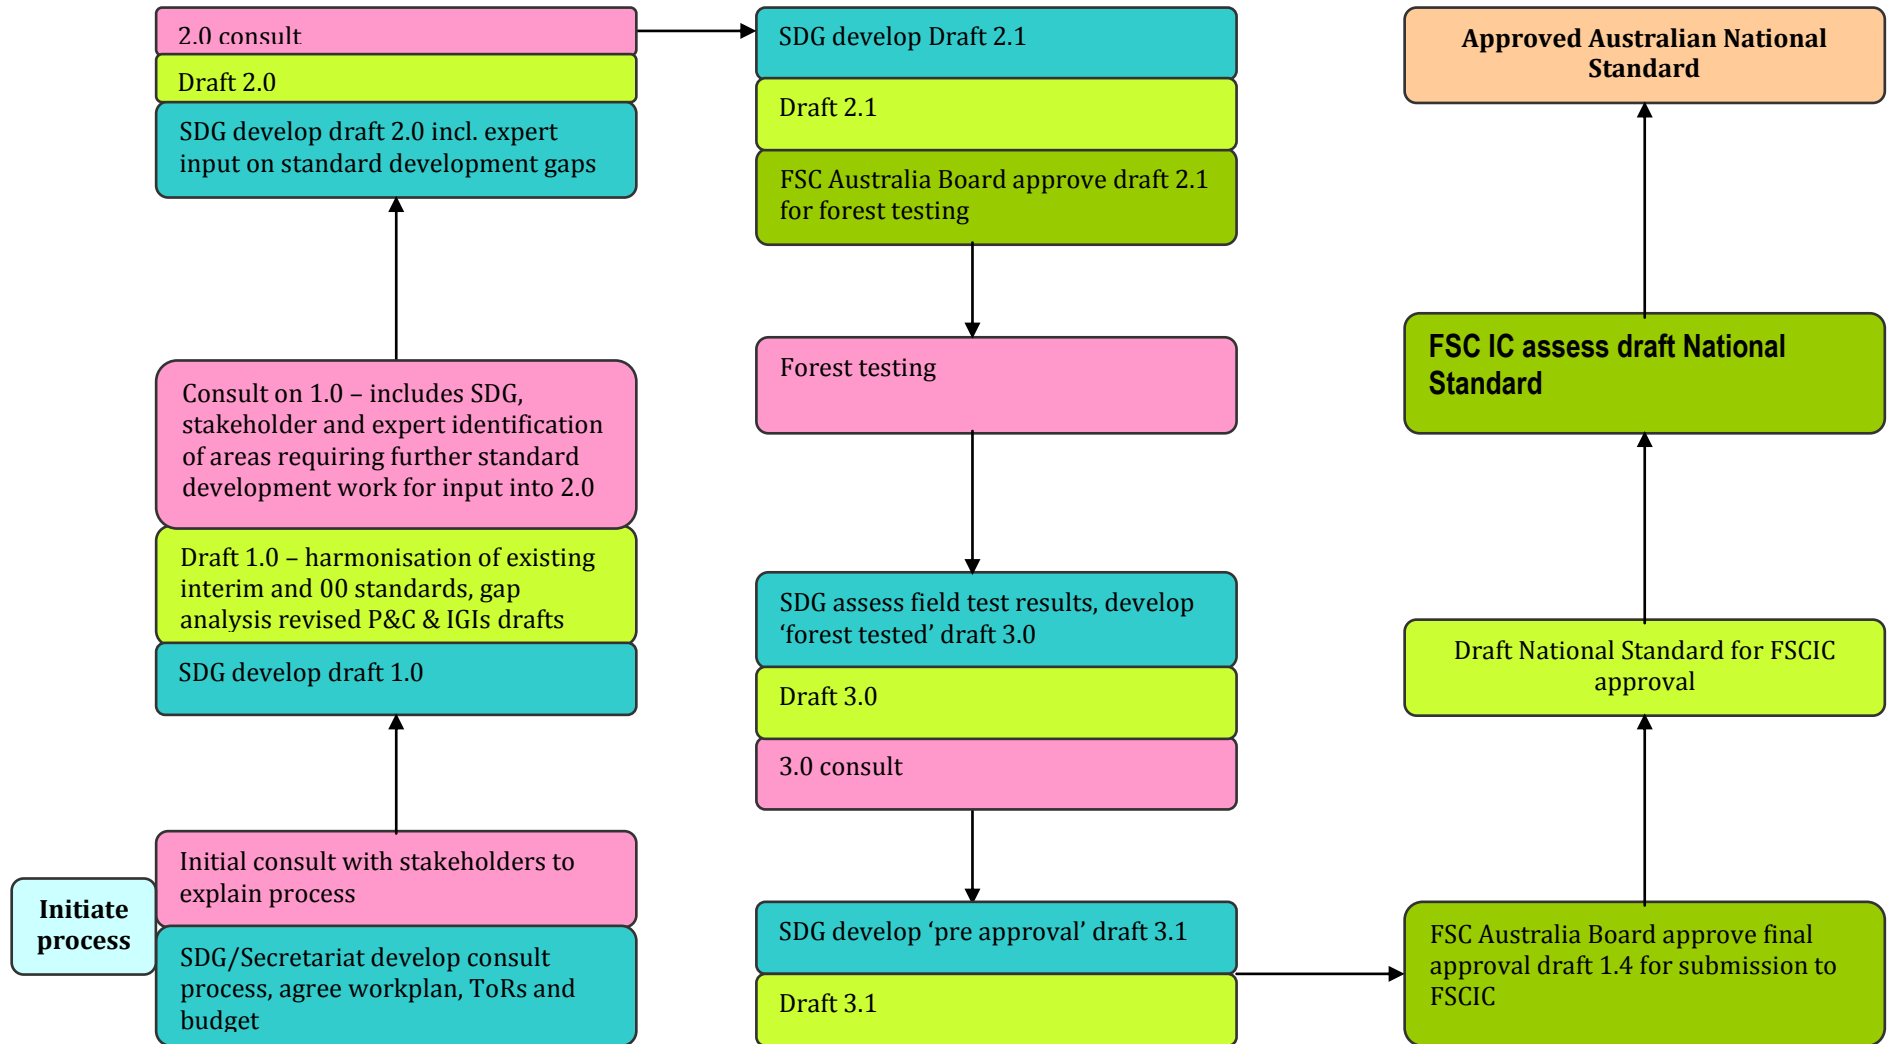 2.0 consult
Draft 2.0
SDG develop draft 2.0 incl. expert
input on standard development gaps
Consult on 1.0 – includes SDG,
stakeholder and expert identification
of areas requiring further standard
development work for input into 2.0
Draft 1.0 – harmonisation of existing
interim and 00 standards, gap
analysis revised P&C & IGIs drafts
SDG develop draft 1.0
Initial consult with stakeholders to
explain process
Initiate
process
SDG/Secretariat develop consult
process, agree workplan, ToRs and
budget
SDG develop Draft 2.1
Draft 2.1
FSC Australia Board approve draft 2.1
for forest testing
Forest testing
SDG assess field test results, develop
‘forest tested’ draft 3.0
Draft 3.0
3.0 consult
SDG develop ‘pre approval’ draft 3.1
Draft 3.1
Approved Australian National
Standard
FSC IC assess draft National
Standard
Draft National Standard for FSCIC
approval
FSC Australia Board approve final
approval draft 1.4 for submission to
FSCIC